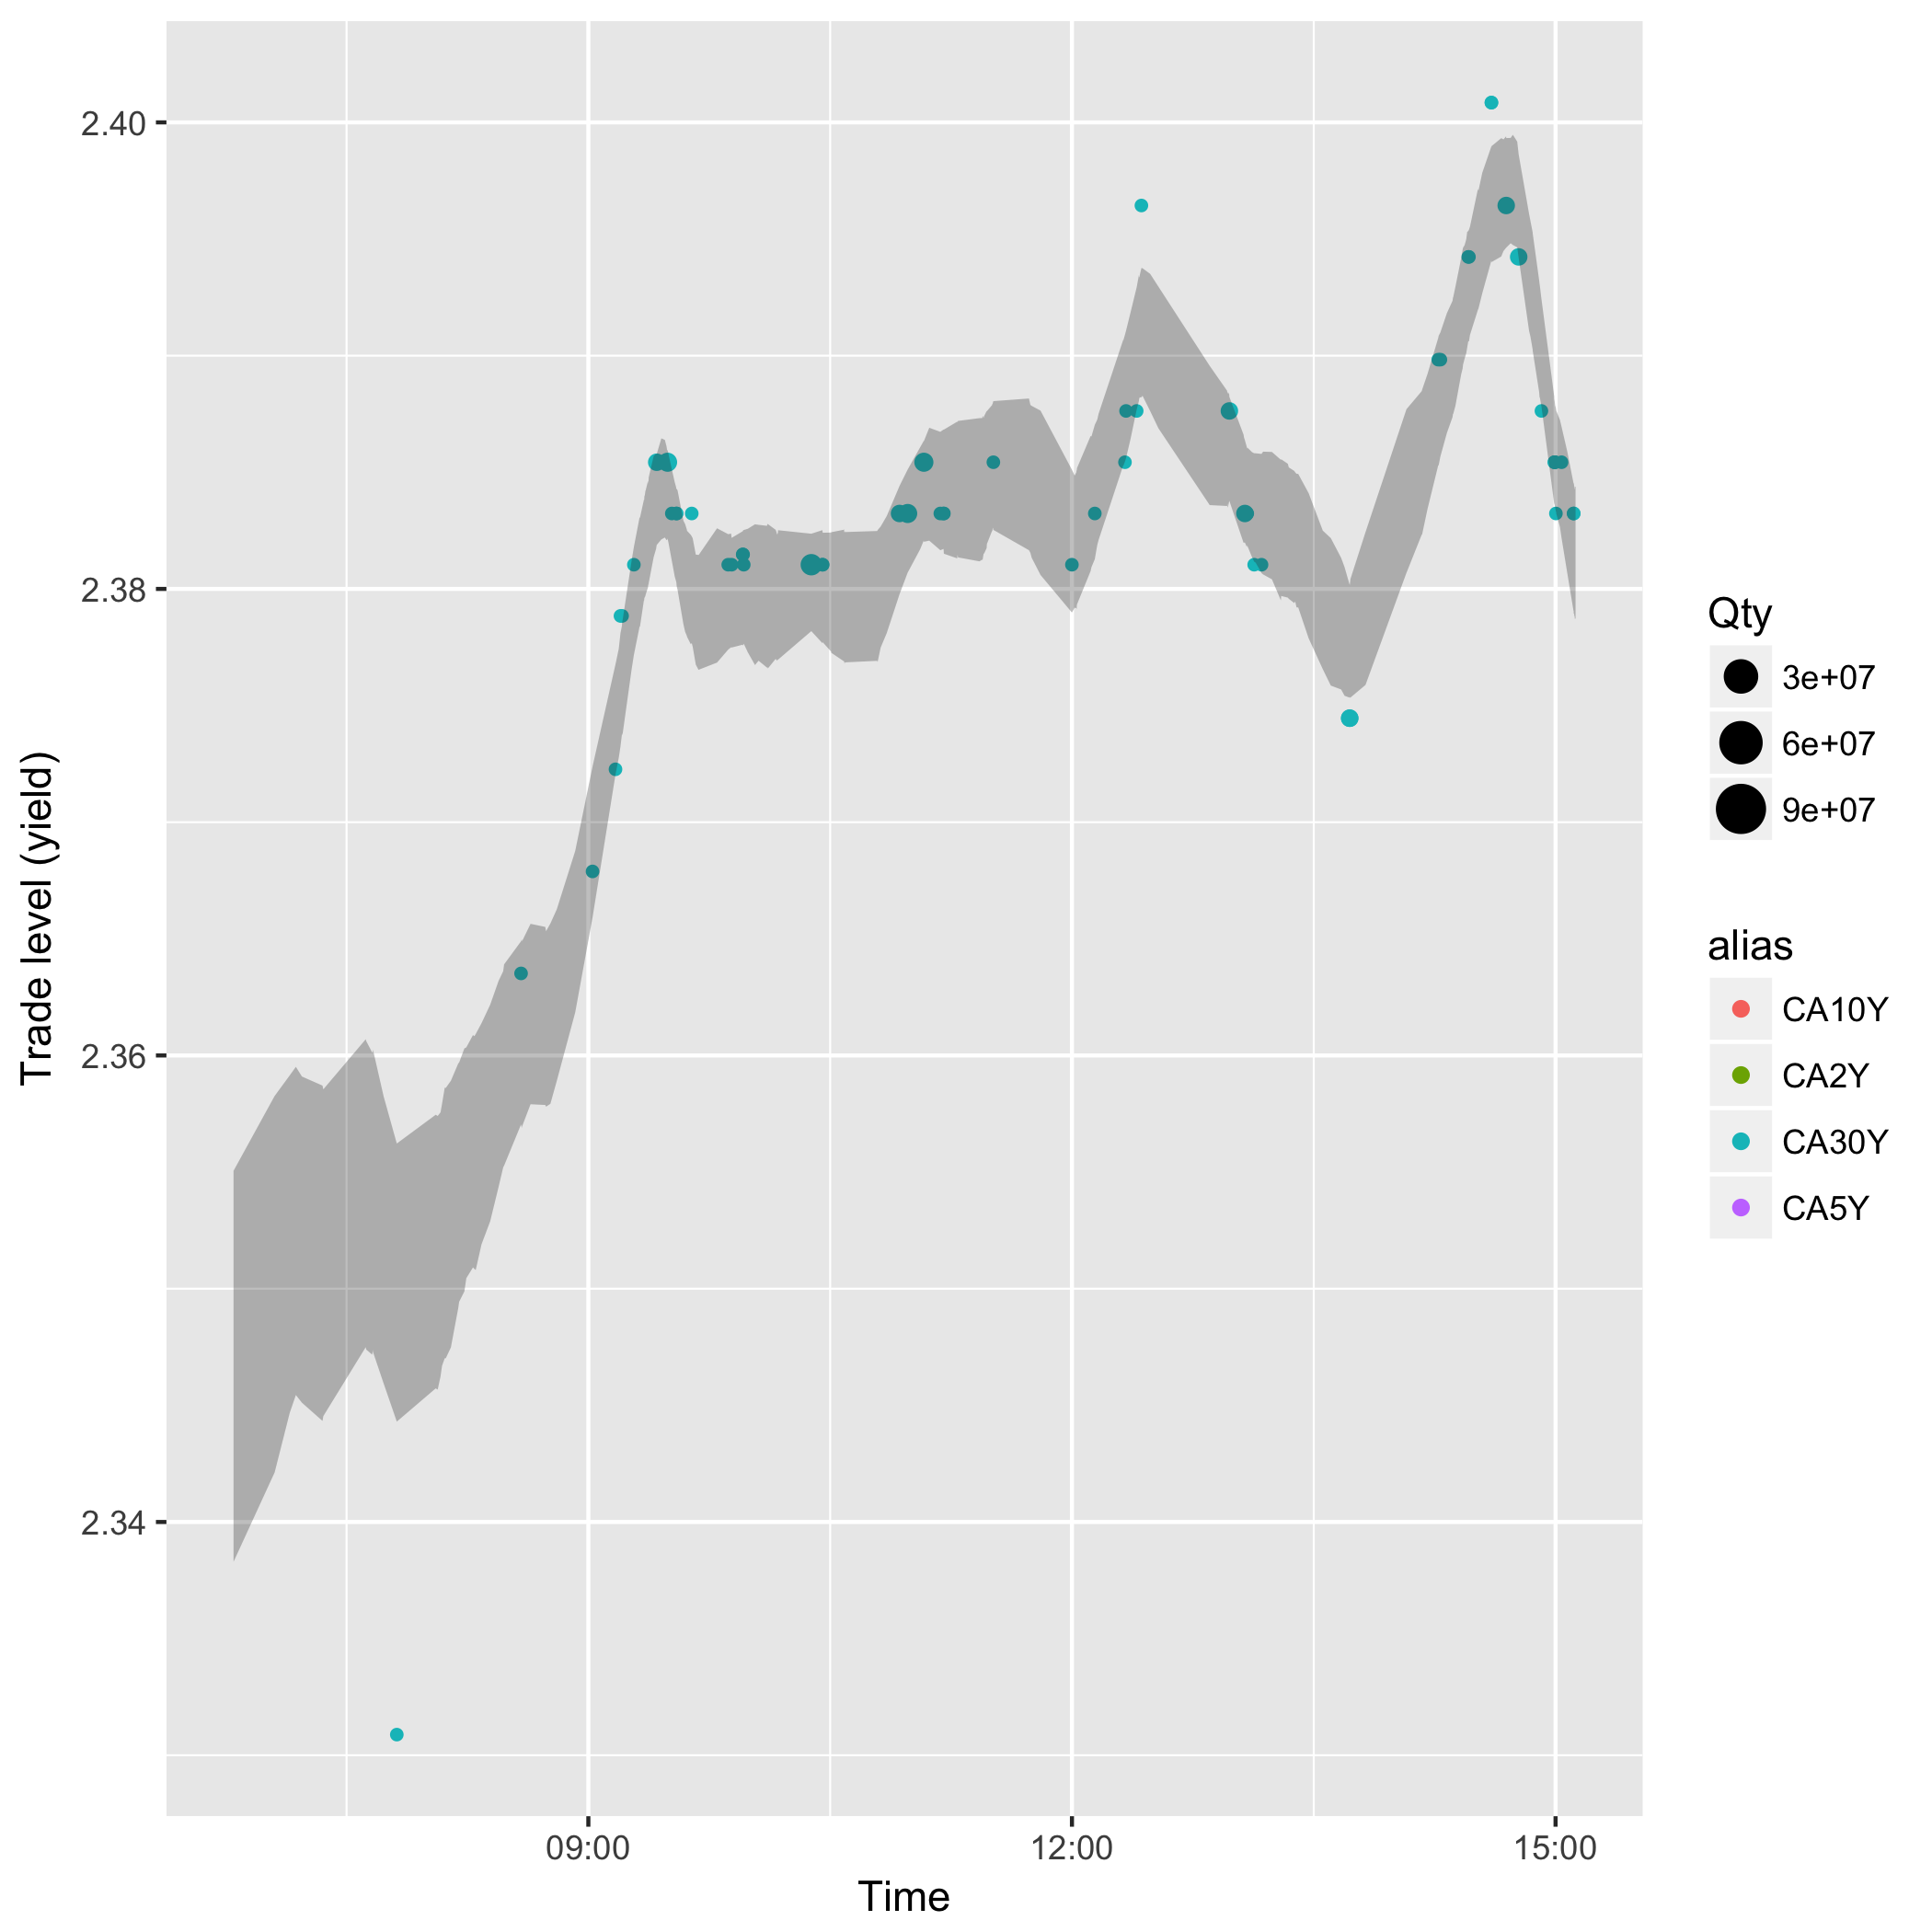 2.40
2.38
2.36
2.34
Trade level (yield)
09:00
12:00
15:00
Time
Qty
3e+07
6e+07
9e+07
alias
CA10Y
CA2Y
CA30Y
CA5Y